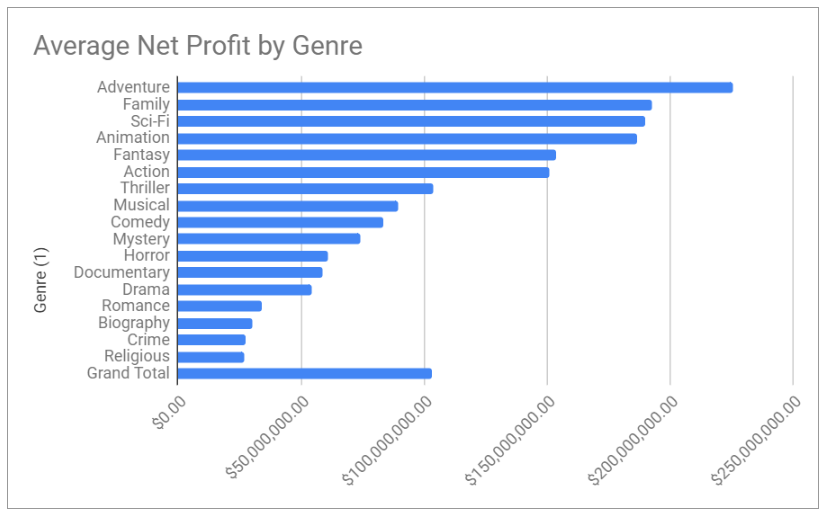 Average Net Profit by Genre
Genre (1)
Adventure
Family
Sci-Fi
Animation
Fantasy
Action
Thriller
Musical
Comedy
Mystery
Horror
Documentary
Drama
Romance
Biography
Crime
Religious
Grand Total
$0.00
$50,000,000.00
$100,000,000.00
$150,000,000.00
$200,000,000.00
$250,000,000.00